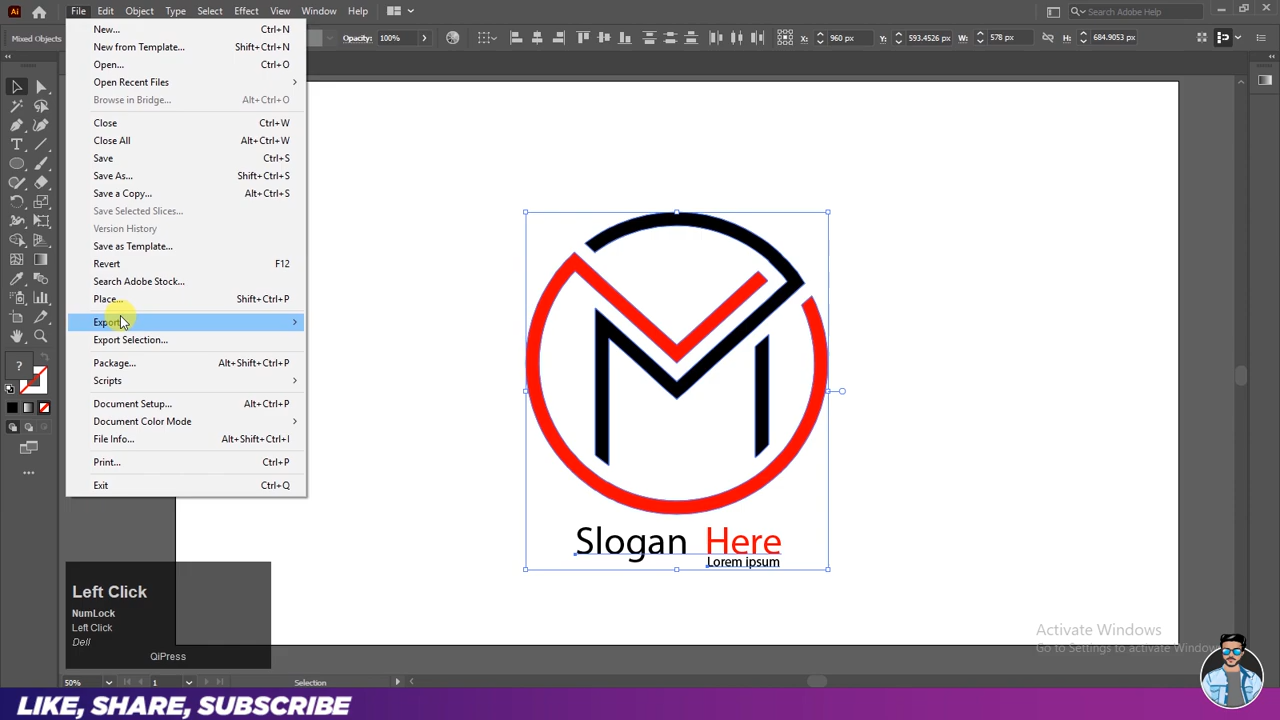 Ai
File Edit Object Type Select Effect View Window Help
Search Adobe Help
Mixed Objects
Opacity: 100%
X: 960 px
Y: 593.4526 px
W: 578 px
H: 684.9053 px
New... Ctrl+N
New from Template... Shift+Ctrl+N
Open... Ctrl+O
Open Recent Files
Browse in Bridge... Alt+Ctrl+O
Close Ctrl+W
Close All Alt+Ctrl+W
Save Ctrl+S
Save As... Shift+Ctrl+S
Save a Copy... Alt+Ctrl+S
Save Selected Slices...
Version History
Save as Template...
Revert F12
Search Adobe Stock...
Place... Shift+Ctrl+P
Export
Export Selection...
Package... Alt+Shift+Ctrl+P
Scripts
Document Setup... Alt+Ctrl+P
Document Color Mode
File Info... Alt+Shift+Ctrl+I
Print... Ctrl+P
Exit Ctrl+Q
?
M
Slogan Here
Lorem ipsum
Left Click
NumLock
Left Click
Dell
QiPress
Activate Windows
Go to Settings to activate Windows
50%
1
Selection
LIKE, SHARE, SUBSCRIBE